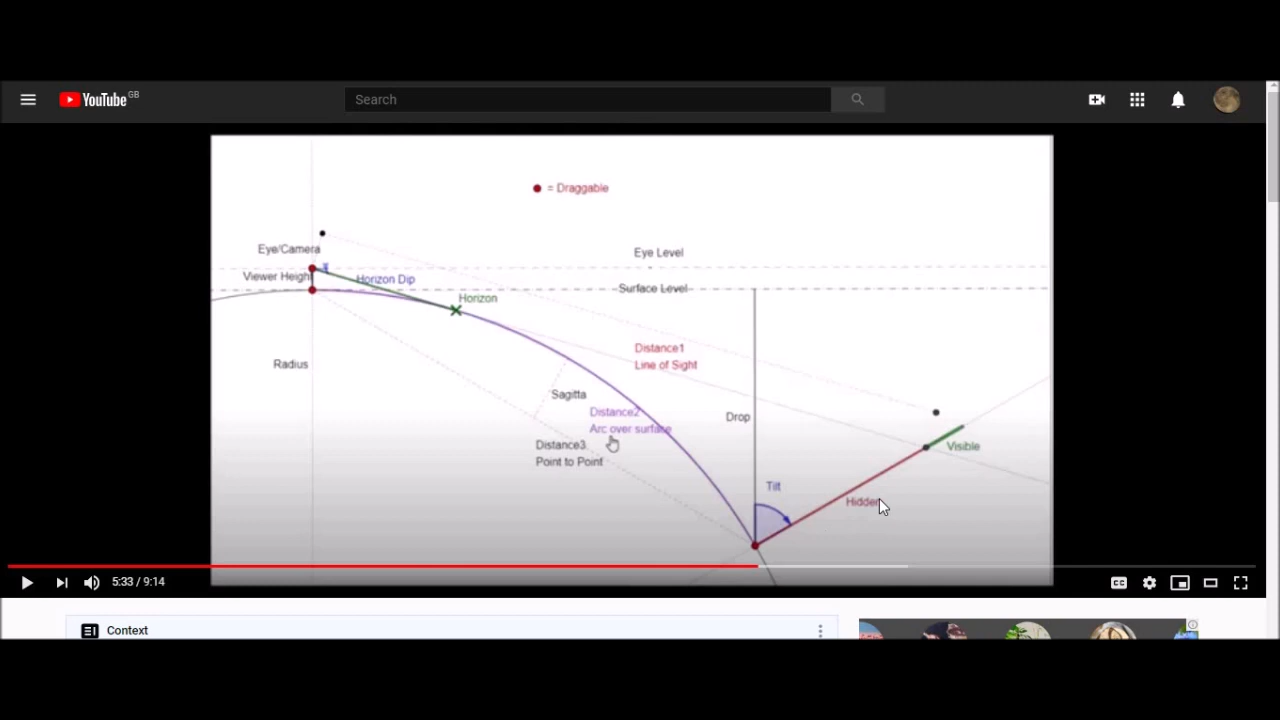 YouTube GB
Search
= Draggable
Eye/Camera
Eye Level
Viewer Height
Horizon Dip
Surface Level
Horizon
Distance1
Line of Sight
Radius
Sagitta
Distance2
Arc over surface
Drop
Distance3
Point to Point
Visible
Tilt
Hidden
5:33 / 9:14
CC
Context